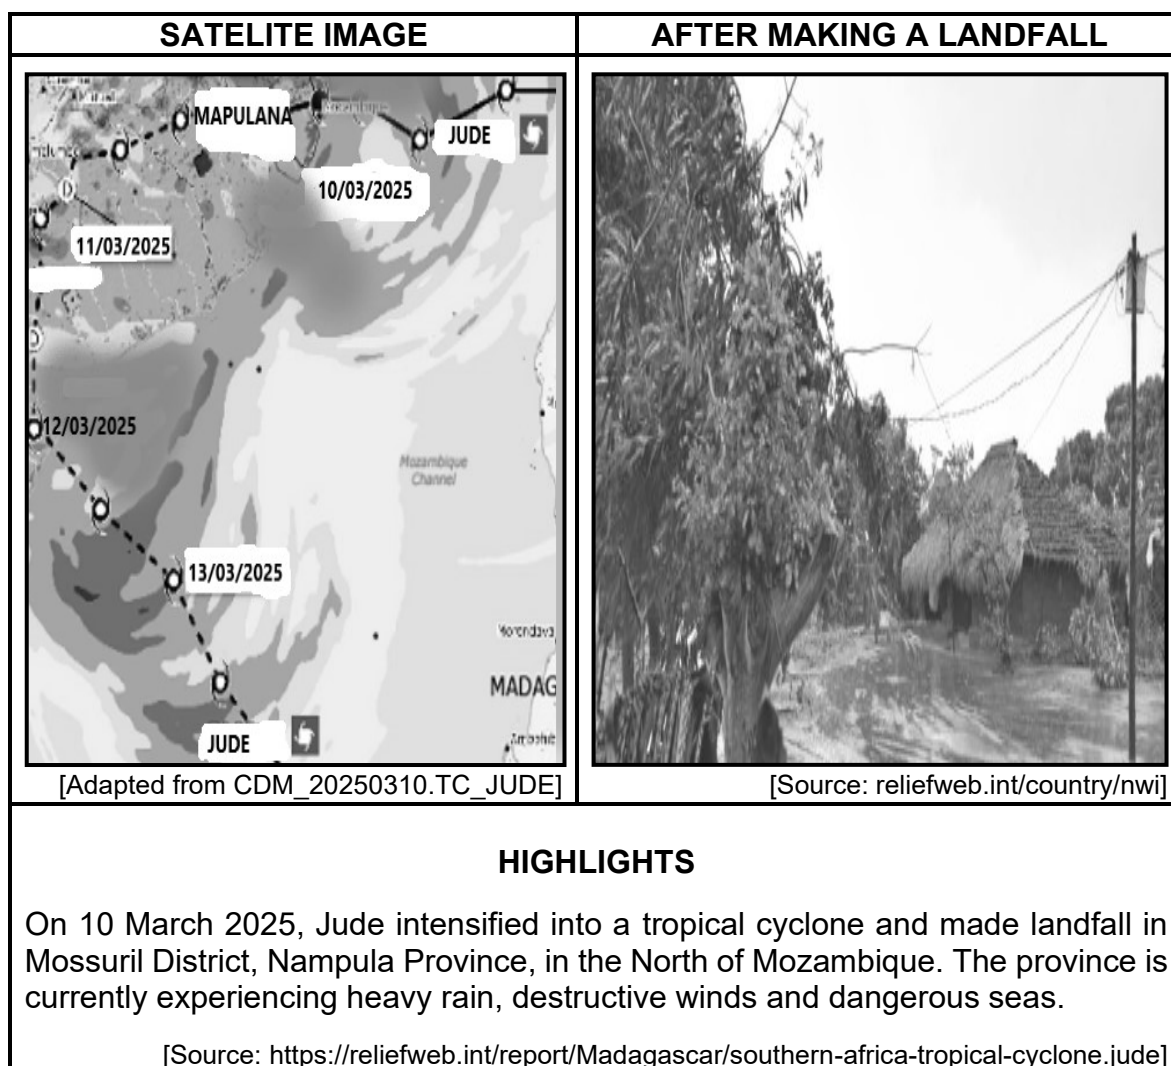 SATELITE IMAGE
AFTER MAKING A LANDFALL
MAPULANA
JUDE
10/03/2025
11/03/2025
12/03/2025
Mozambique
Channel
13/03/2025
Morondava
MADAG
JUDE
[Adapted from CDM_20250310.TC_JUDE]
[Source: reliefweb.int/country/nwi]
HIGHLIGHTS
On 10 March 2025, Jude intensified into a tropical cyclone and made landfall in
Mossuril District, Nampula Province, in the North of Mozambique. The province is
currently experiencing heavy rain, destructive winds and dangerous seas.
[Source: https://reliefweb.int/report/Madagascar/southern-africa-tropical-cyclone.jude]